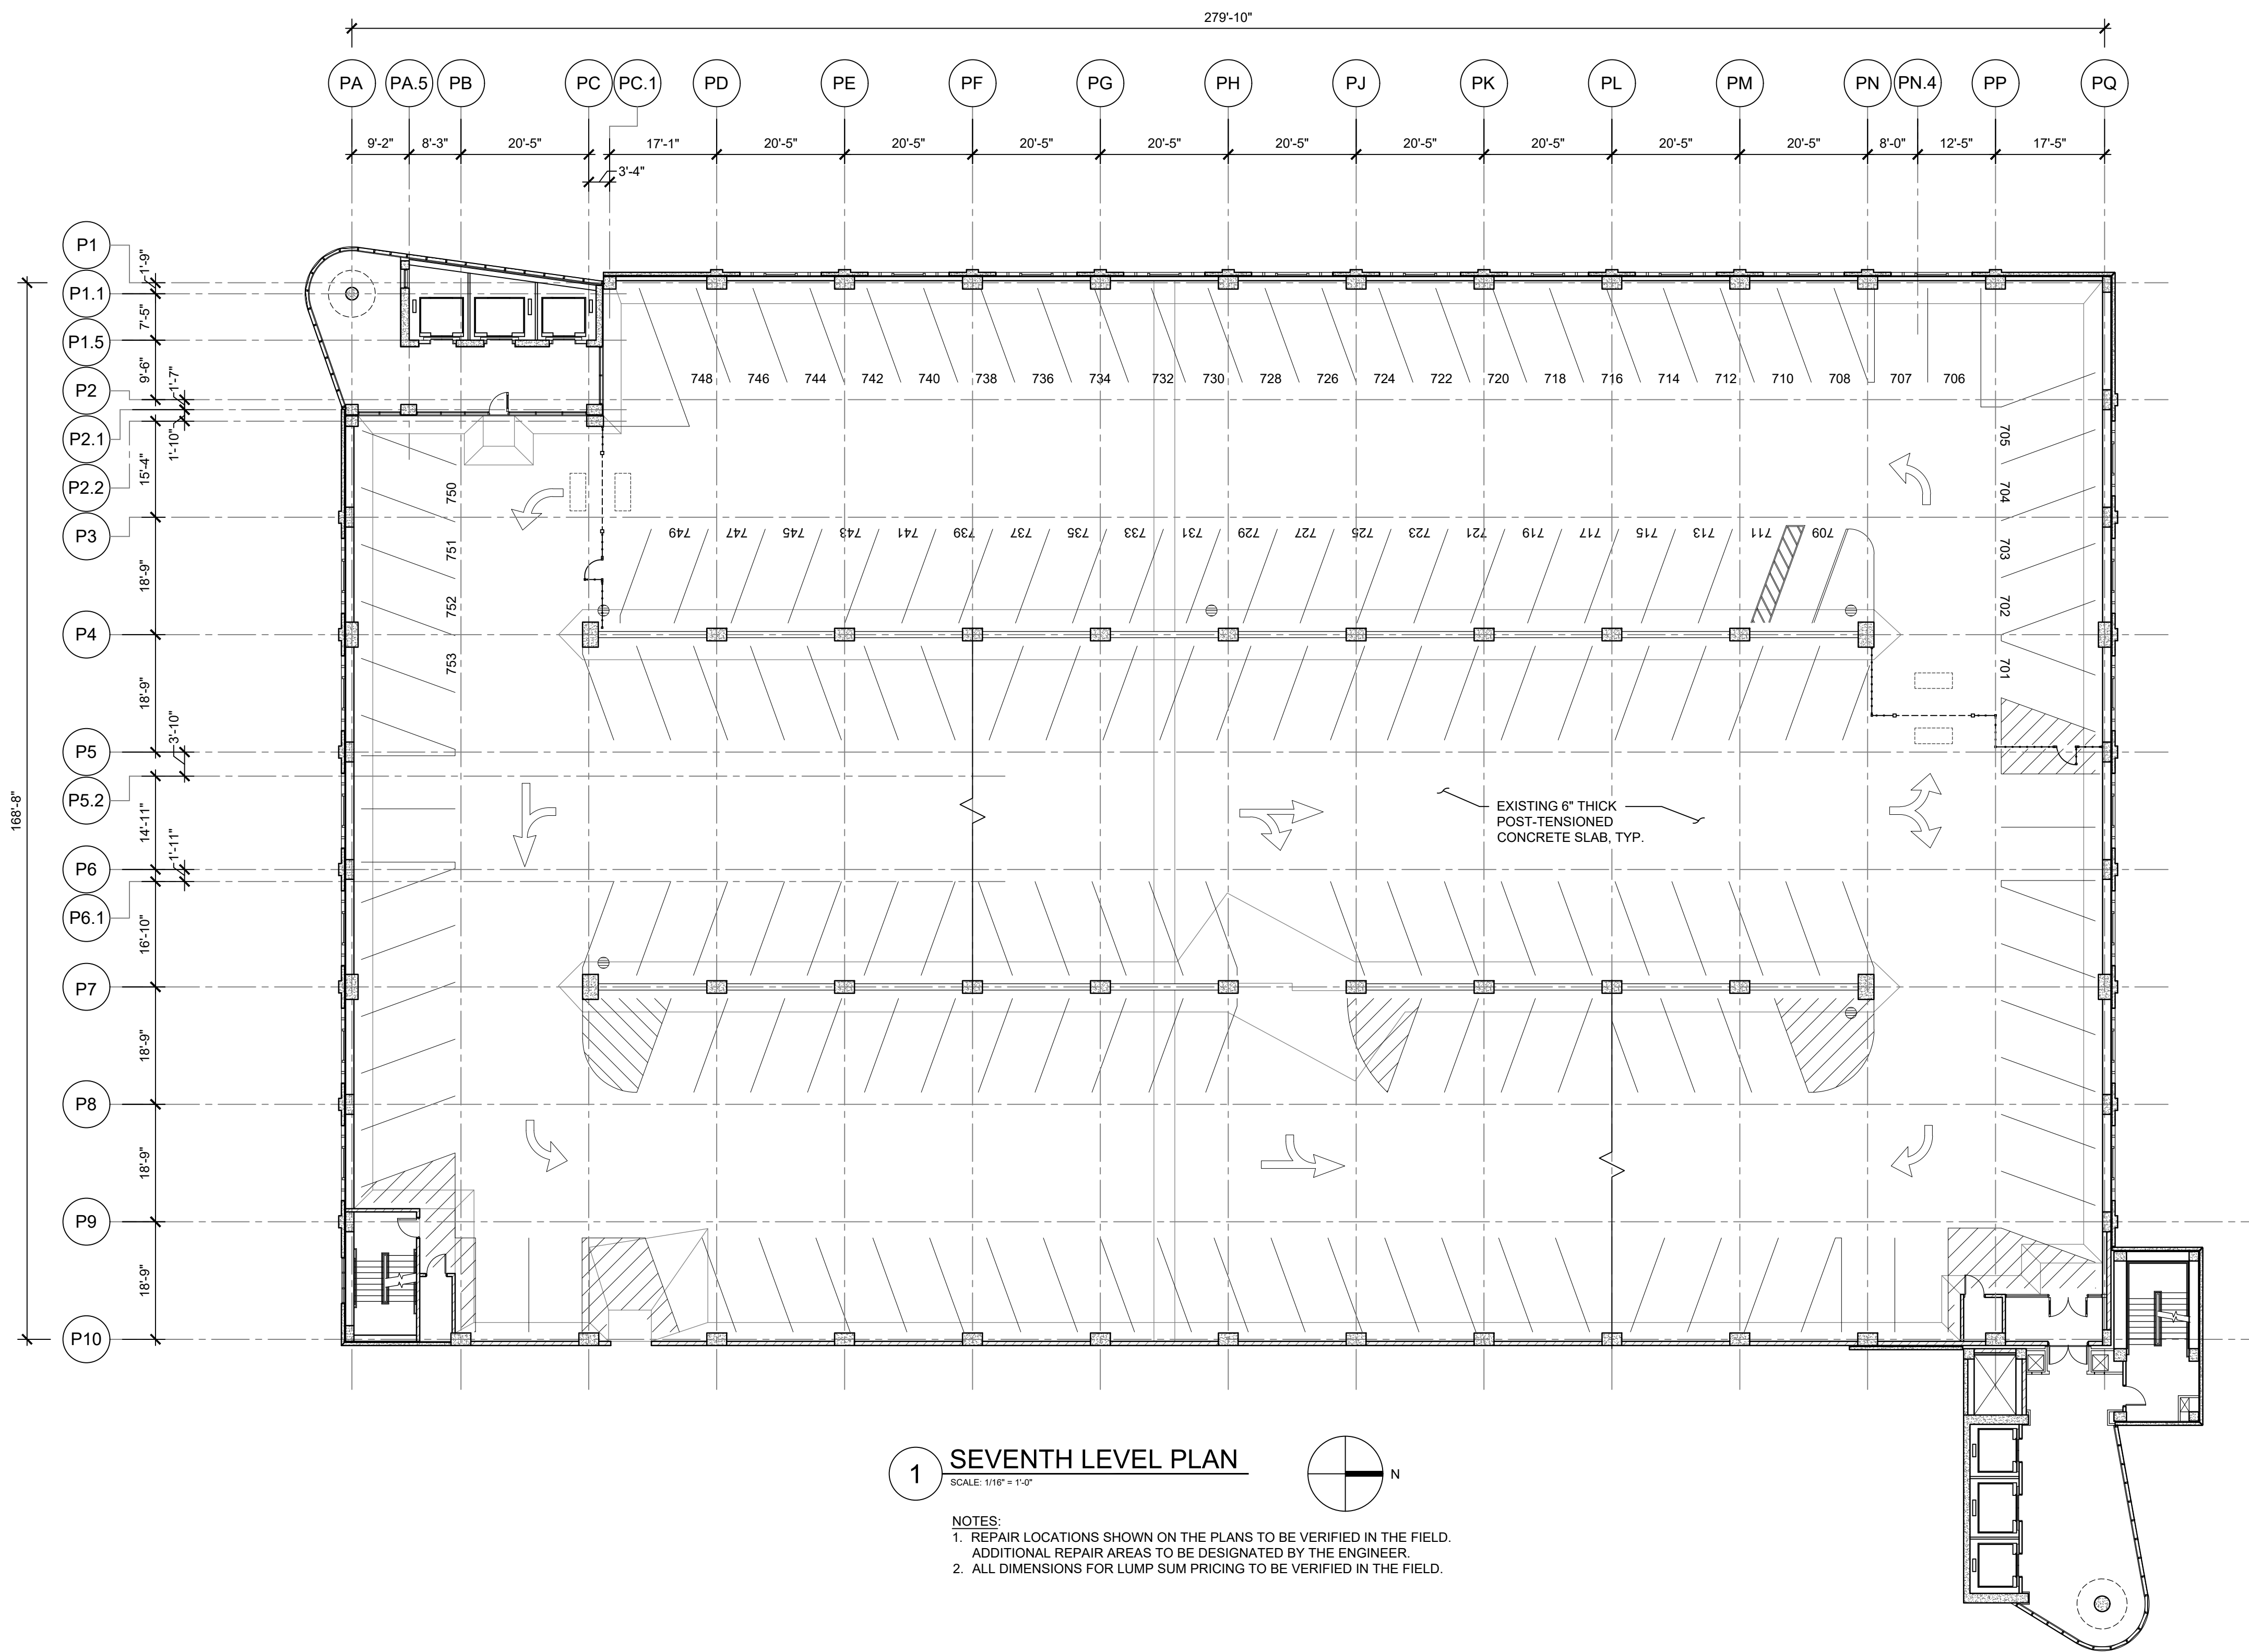 279'-10"
PA PA.5 PB PC PC.1 PD PE PF PG PH PJ PK PL PM PN PN.4 PP PQ
9'-2" 8'-3" 20'-5" 17'-1" 20'-5" 20'-5" 20'-5" 20'-5" 20'-5" 20'-5" 20'-5" 20'-5" 20'-5" 8'-0" 12'-5" 17'-5"
3'-4"
P1
1'-9"
P1.1
7'-5"
P1.5
9'-6"
1'-7"
P2
P2.1
1'-10"
P2.2
15'-4"
P3
18'-9"
P4
18'-9"
3'-10"
P5
P5.2
168'-8"
14'-11"
1'-11"
P6
P6.1
16'-10"
P7
18'-9"
P8
18'-9"
P9
18'-9"
P10
748 746 744 742 740 738 736 734 732 730 728 726 724 722 720 718 716 714 712 710 708 707 706
705
704
703
702
701
750
751
752
753
749 747 745 743 741 739 737 735 733 731 729 727 725 723 721 719 717 715 713 711 709
EXISTING 6" THICK
POST-TENSIONED
CONCRETE SLAB, TYP.
1 SEVENTH LEVEL PLAN
SCALE: 1/16" = 1'-0"
N
NOTES:
1. REPAIR LOCATIONS SHOWN ON THE PLANS TO BE VERIFIED IN THE FIELD.
ADDITIONAL REPAIR AREAS TO BE DESIGNATED BY THE ENGINEER.
2. ALL DIMENSIONS FOR LUMP SUM PRICING TO BE VERIFIED IN THE FIELD.